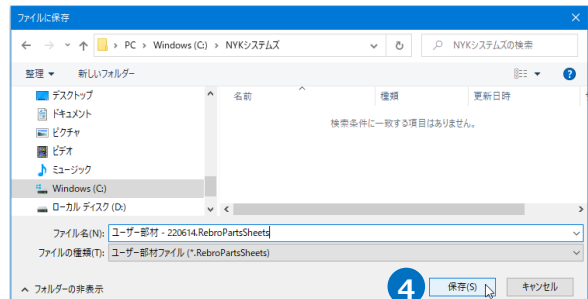 ファイルに保存
PC > Windows (C:) > NYKシステムズ
NYKシステムズの検索
整理 ▼ 新しいフォルダー
デスクトップ
ドキュメント
ピクチャ
ビデオ
ミュージック
Windows (C:)
ローカル ディスク (D:)
名前 種類 更新日時
検索条件に一致する項目はありません。
ファイル名(N): ユーザー部材 - 220614.RebroPartsSheets
ファイルの種類(T): ユーザー部材ファイル (*.RebroPartsSheets)
フォルダーの非表示
4
保存(S) キャンセル